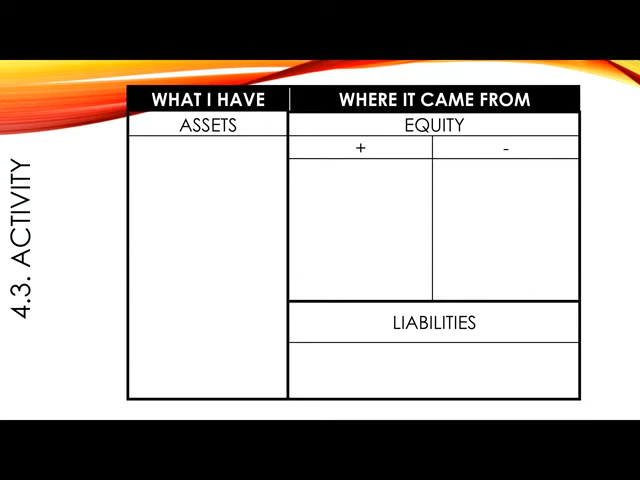 4.3. ACTIVITY
WHAT I HAVE
WHERE IT CAME FROM
ASSETS
EQUITY
+
-
LIABILITIES